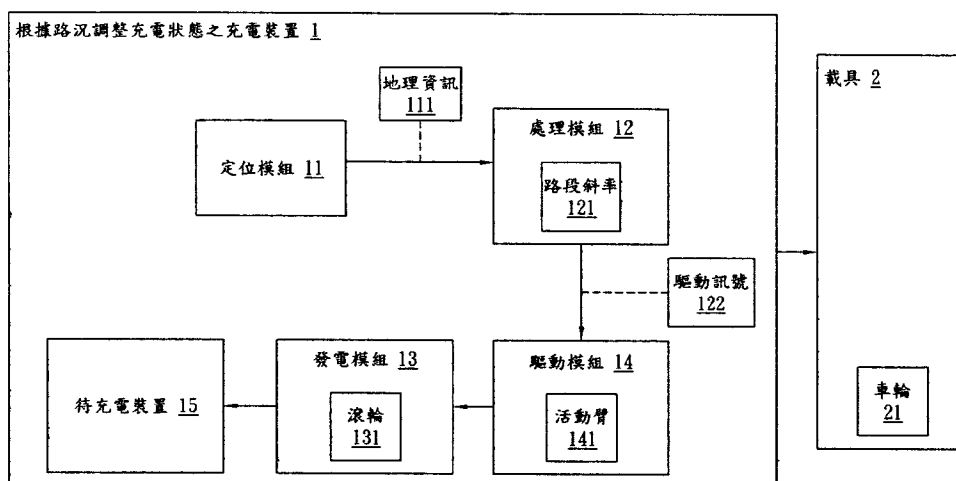 根據路況調整充電狀態之充電裝置 1
載具 2
地理資訊
111
處理模組 12
定位模組 11
路段斜率
121
驅動訊號
122
發電模組 13
驅動模組 14
待充電裝置 15
滾輪
131
活動臂
141
車輪
21